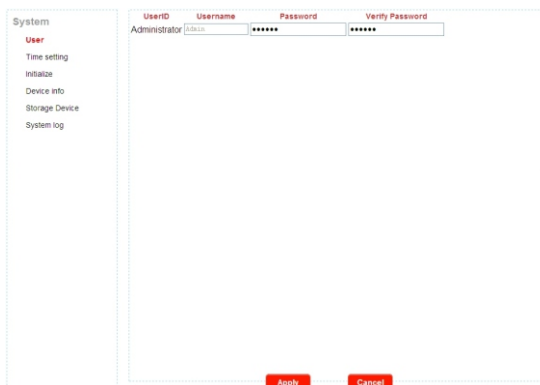 System
User
Time setting
Initialize
Device info
Storage Device
System log
UserID Username Password Verify Password
Administrator Admin •••••• ••••••
Apply Cancel